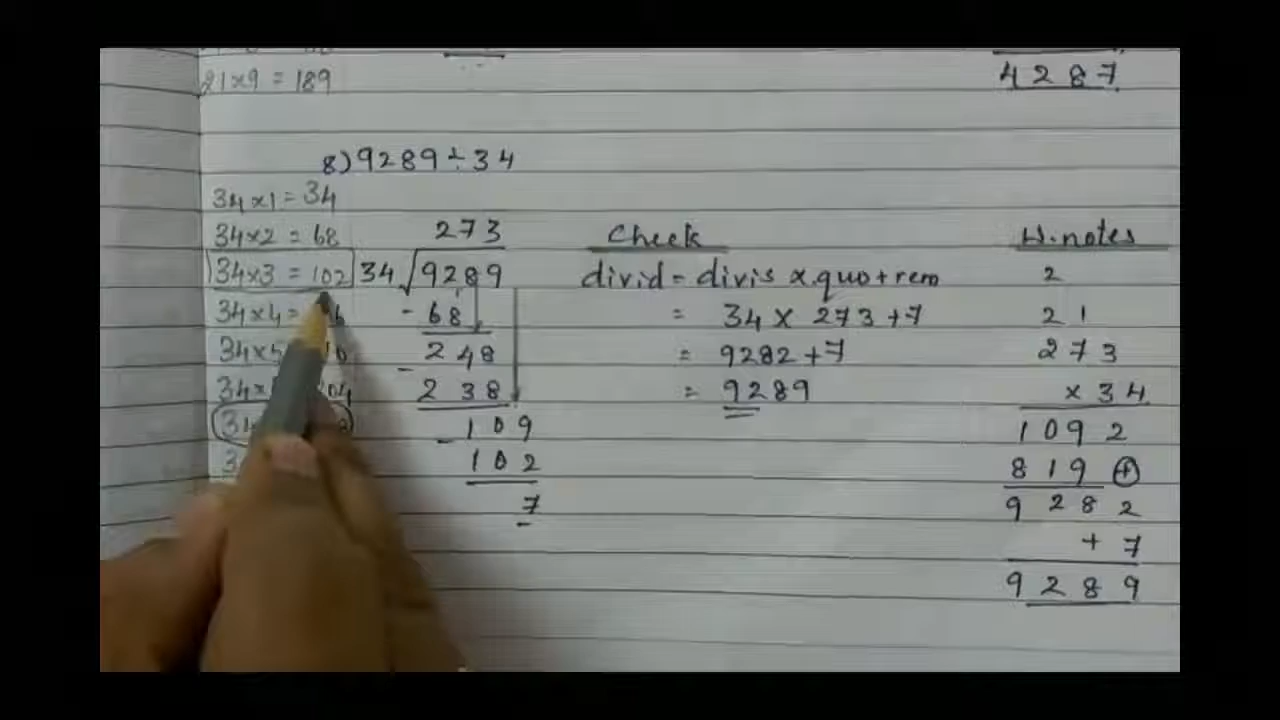 21×9 = 189
4287
8) 9289 ÷ 34
34×1 = 34
34×2 = 68
34×3 = 102
34×4 =
34×5
273
34 9289
- 68
248
- 238
109
- 102
7
Check
divid = divis × quo + rem
= 34 × 273 + 7
= 9282 + 7
= 9289
W.notes
2
2 1
273
× 34
1092
819 +
9282
+ 7
9289